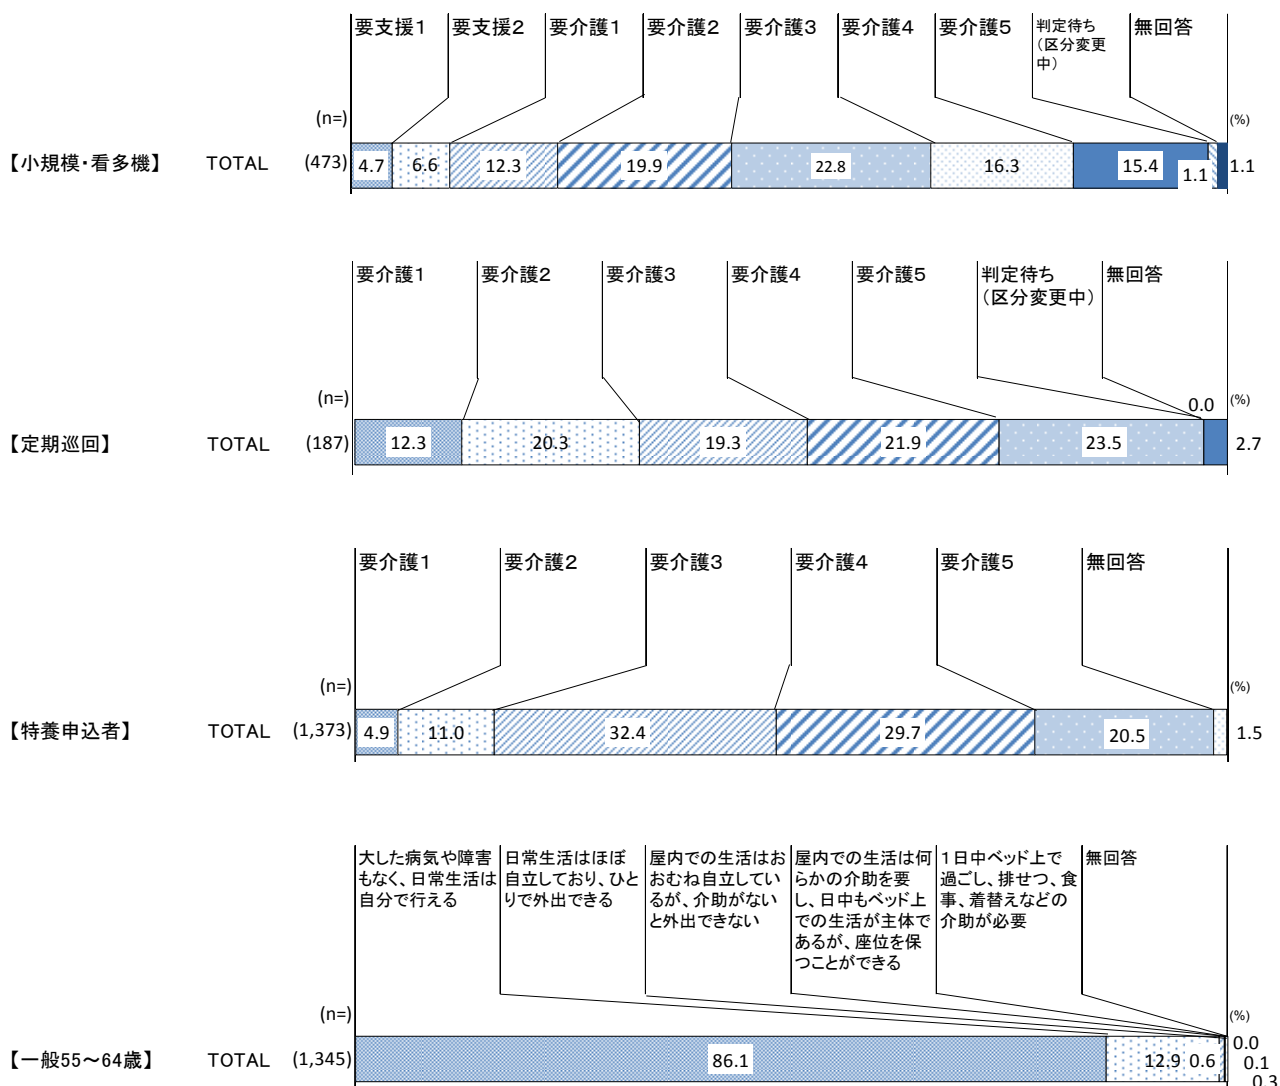 要支援1 要支援2 要介護1 要介護2 要介護3 要介護4 要介護5 判定待ち 無回答
（区分変更
中）
(n=) (%)
【小規模・看多機】 TOTAL (473) 4.7 6.6 12.3 19.9 22.8 16.3 15.4 1.1 1.1
要介護1 要介護2 要介護3 要介護4 要介護5 判定待ち 無回答
（区分変更中）
(n=) 0.0 (%)
【定期巡回】 TOTAL (187) 12.3 20.3 19.3 21.9 23.5 2.7
要介護1 要介護2 要介護3 要介護4 要介護5 無回答
(n=) (%)
【特養申込者】 TOTAL (1,373) 4.9 11.0 32.4 29.7 20.5 1.5
大した病気や障害
もなく、日常生活は
自分で行える
日常生活はほぼ
自立しており、ひと
りで外出できる
屋内での生活はお
おむね自立してい
るが、介助がない
と外出できない
屋内での生活は何
らかの介助を要
し、日中もベッド上
での生活が主体で
あるが、座位を保
つことができる
1日中ベッド上で
過ごし、排せつ、食
事、着替えなどの
介助が必要
無回答
(n=) (%)
【一般55～64歳】 TOTAL (1,345) 86.1 12.9 0.6 0.0
0.1
0.3